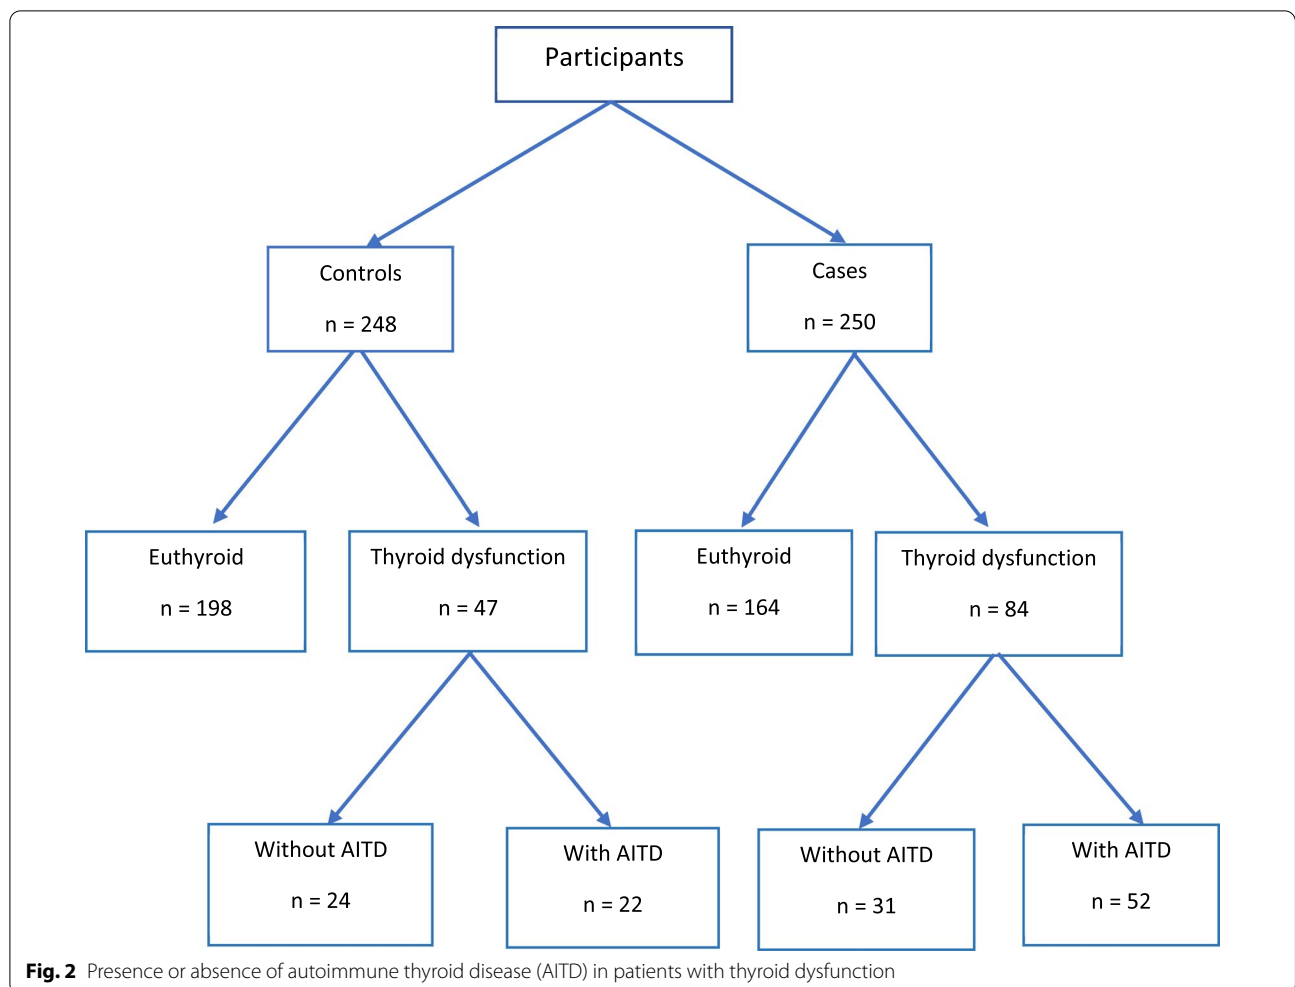 Participants
Controls
n = 248
Cases
n = 250
Euthyroid
n = 198
Thyroid dysfunction
n = 47
Euthyroid
n = 164
Thyroid dysfunction
n = 84
Without AITD
n = 24
With AITD
n = 22
Without AITD
n = 31
With AITD
n = 52
Fig. 2 Presence or absence of autoimmune thyroid disease (AITD) in patients with thyroid dysfunction